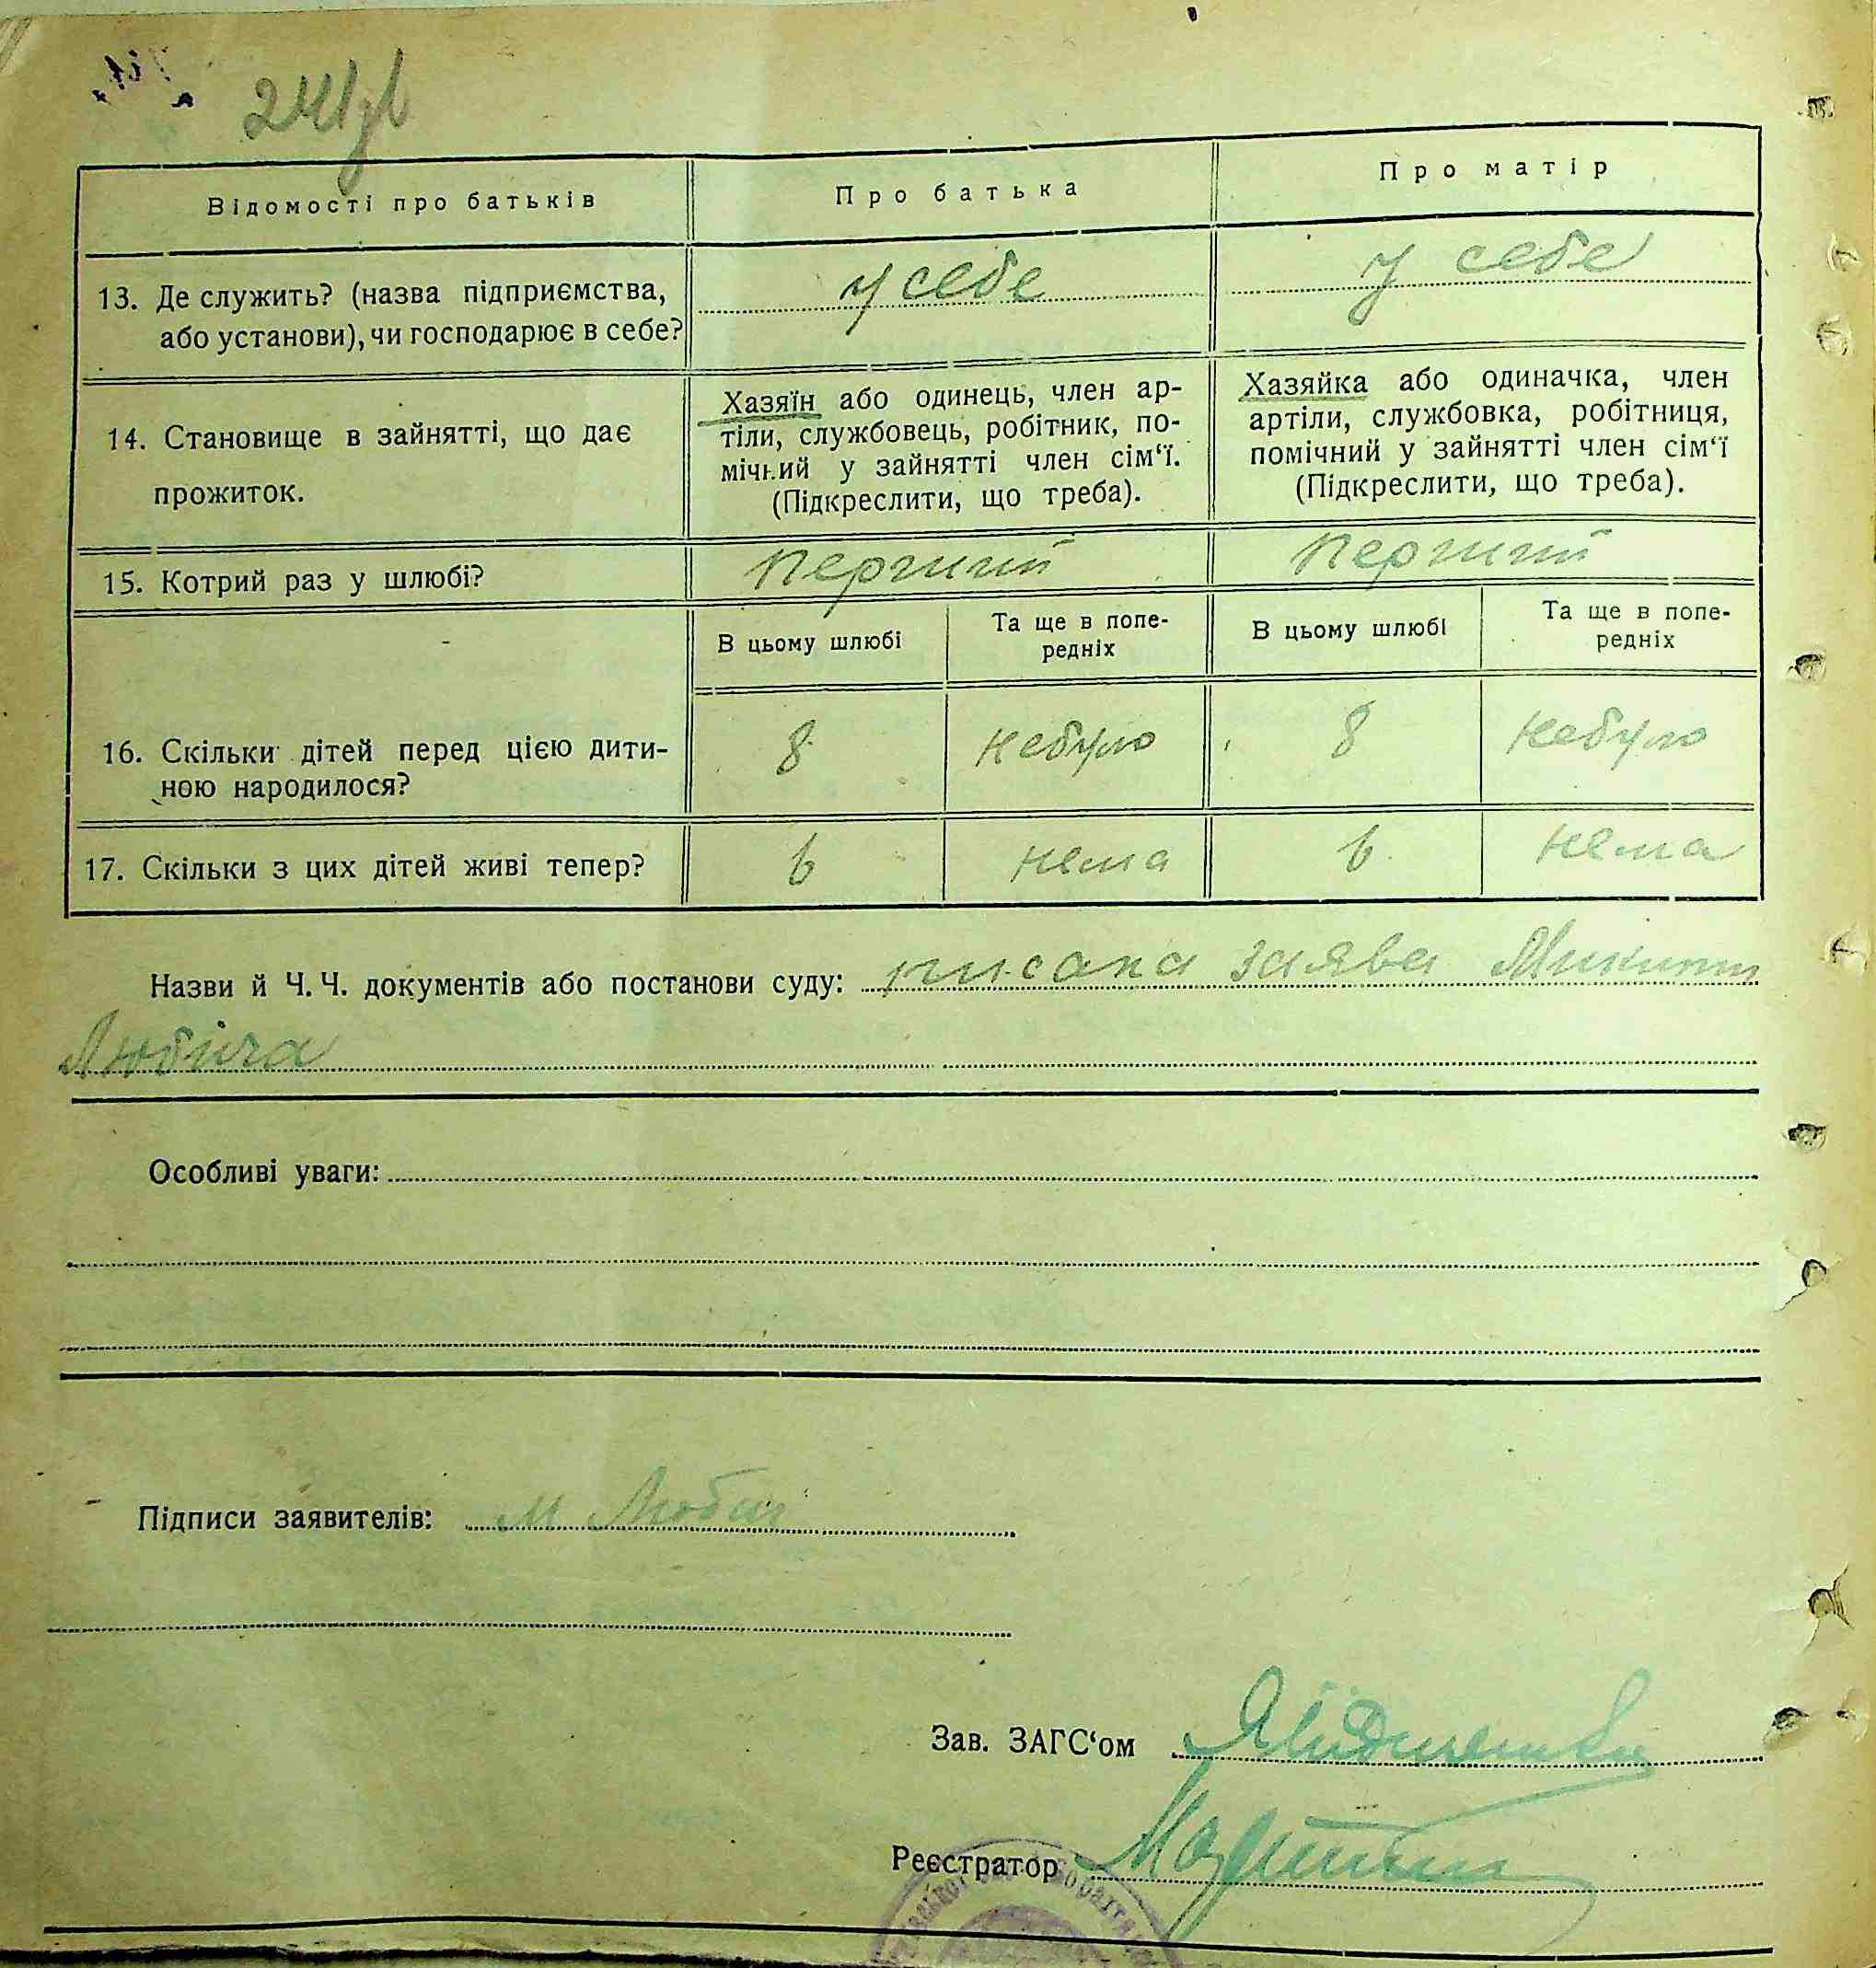 241зв
Відомості про батьків Про батька Про матір
13. Де служить? (назва підприємства, у себе у себе
або установи), чи господарює в себе?
14. Становище в зайнятті, що дає
прожиток.
Хазяїн або одинець, член ар-
тіли, службовець, робітник, по-
мічний у зайнятті член сім‘ї.
(Підкреслити, що треба).
Хазяйка або одиначка, член
артіли, службовка, робітниця,
помічний у зайнятті член сім‘ї
(Підкреслити, що треба).
15. Котрий раз у шлюбі? перший перший
В цьому шлюбі Та ще в попе-
редніх
В цьому шлюбі Та ще в попе-
редніх
16. Скільки дітей перед цією дити- 8 небуло 8 небуло
ною народилося?
17. Скільки з цих дітей живі тепер? 6 нема 6 нема
Назви й Ч. Ч. документів або постанови суду: заява Микити
Любича
Особливі уваги:
Підписи заявителів: М Любич
Зав. ЗАГС‘ом
Реєстратор